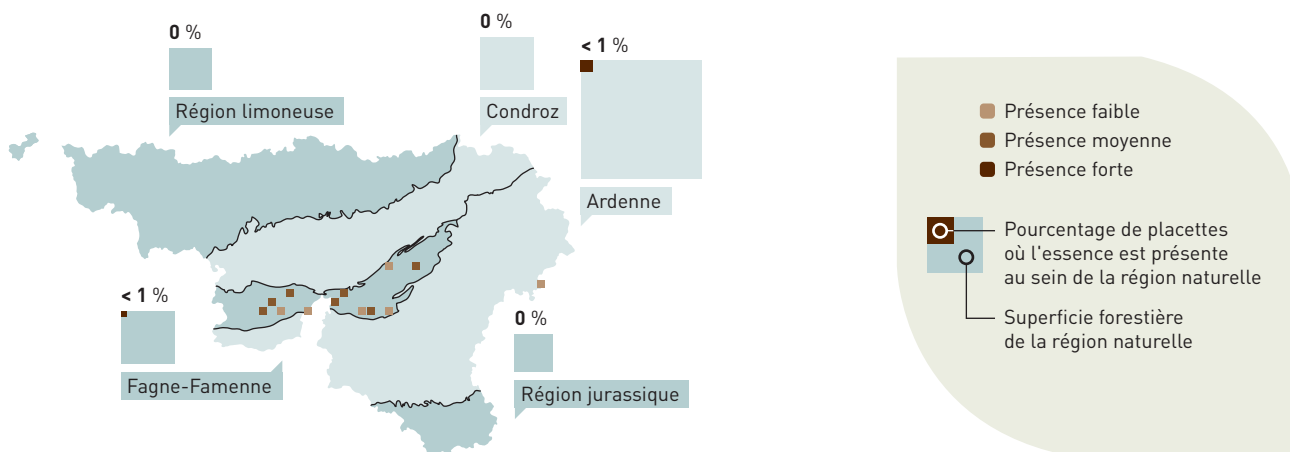 0 %
Région limoneuse
0 %
Condroz
< 1 %
Ardenne
< 1 %
Fagne-Famenne
0 %
Région jurassique
Présence faible
Présence moyenne
Présence forte
Pourcentage de placettes
où l'essence est présente
au sein de la région naturelle
Superficie forestière
de la région naturelle